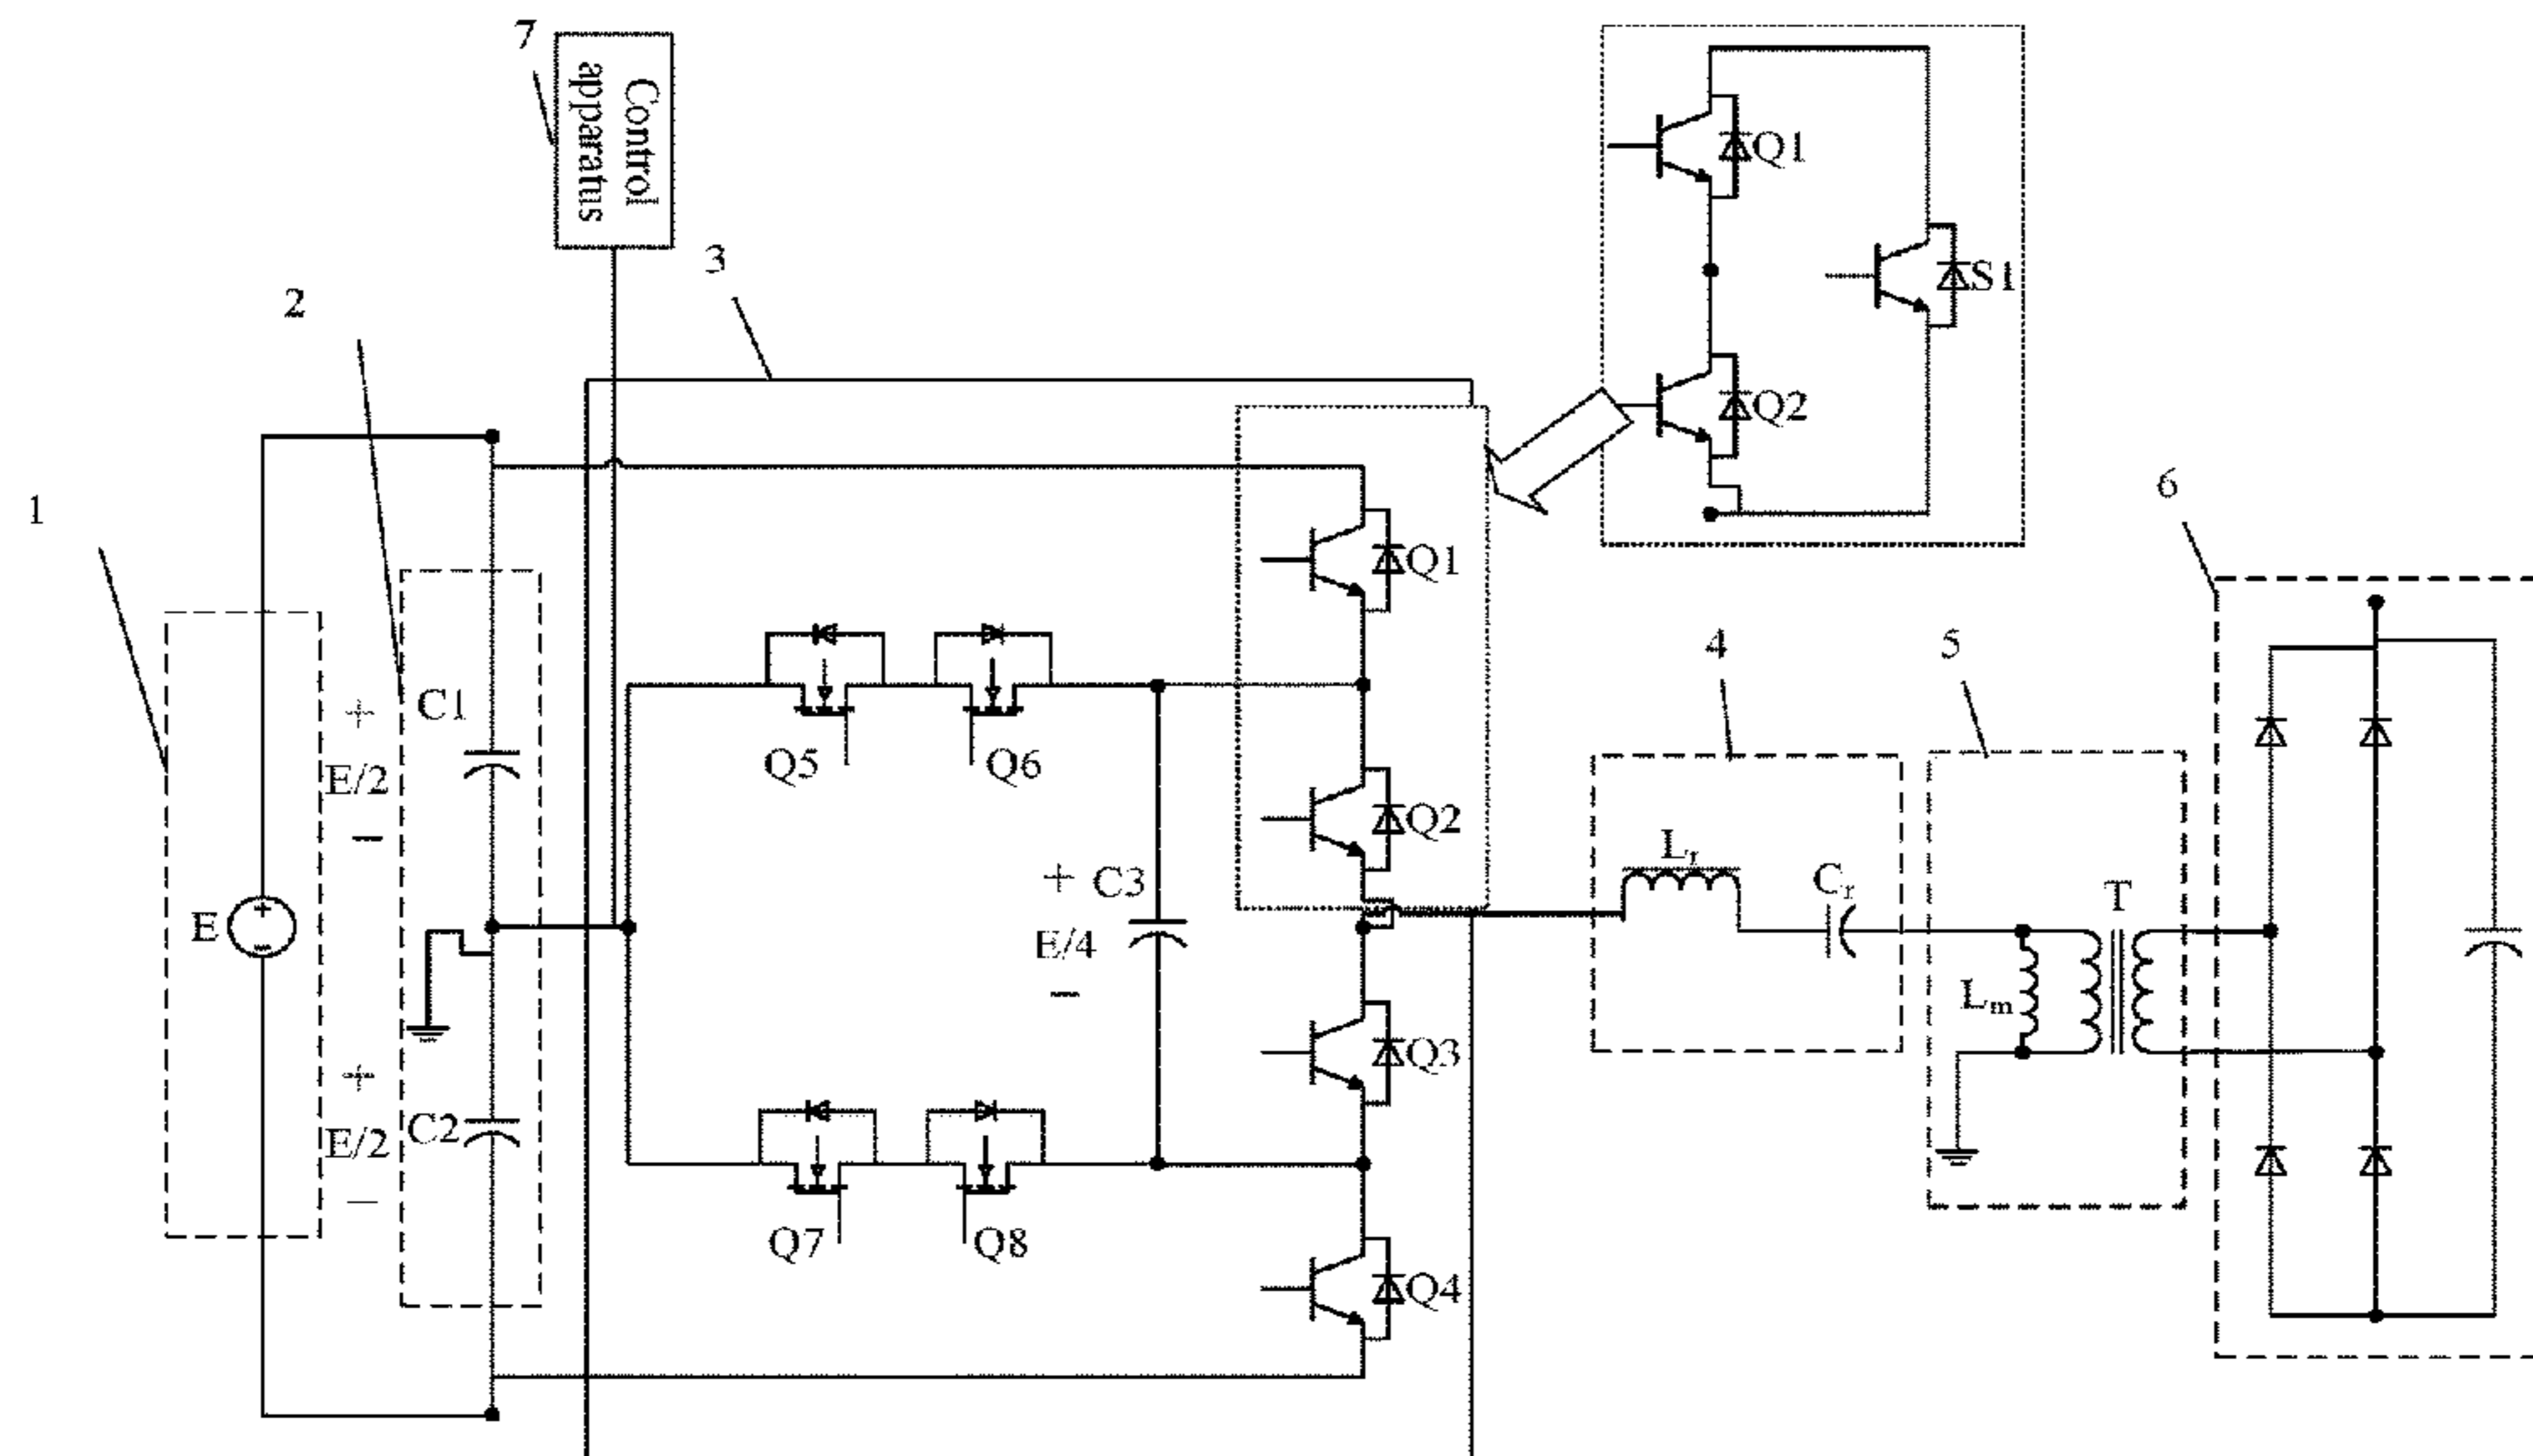 7
Control
apparatus
3
2
1
Q1
S1
Q2
6
Q1
C1
+
E/2
−
Q5
Q6
4
5
Q2
+
C3
E/4
−
Lr
Cr
T
E
+
−
Lm
Q3
+
C2
E/2
−
Q7
Q8
Q4